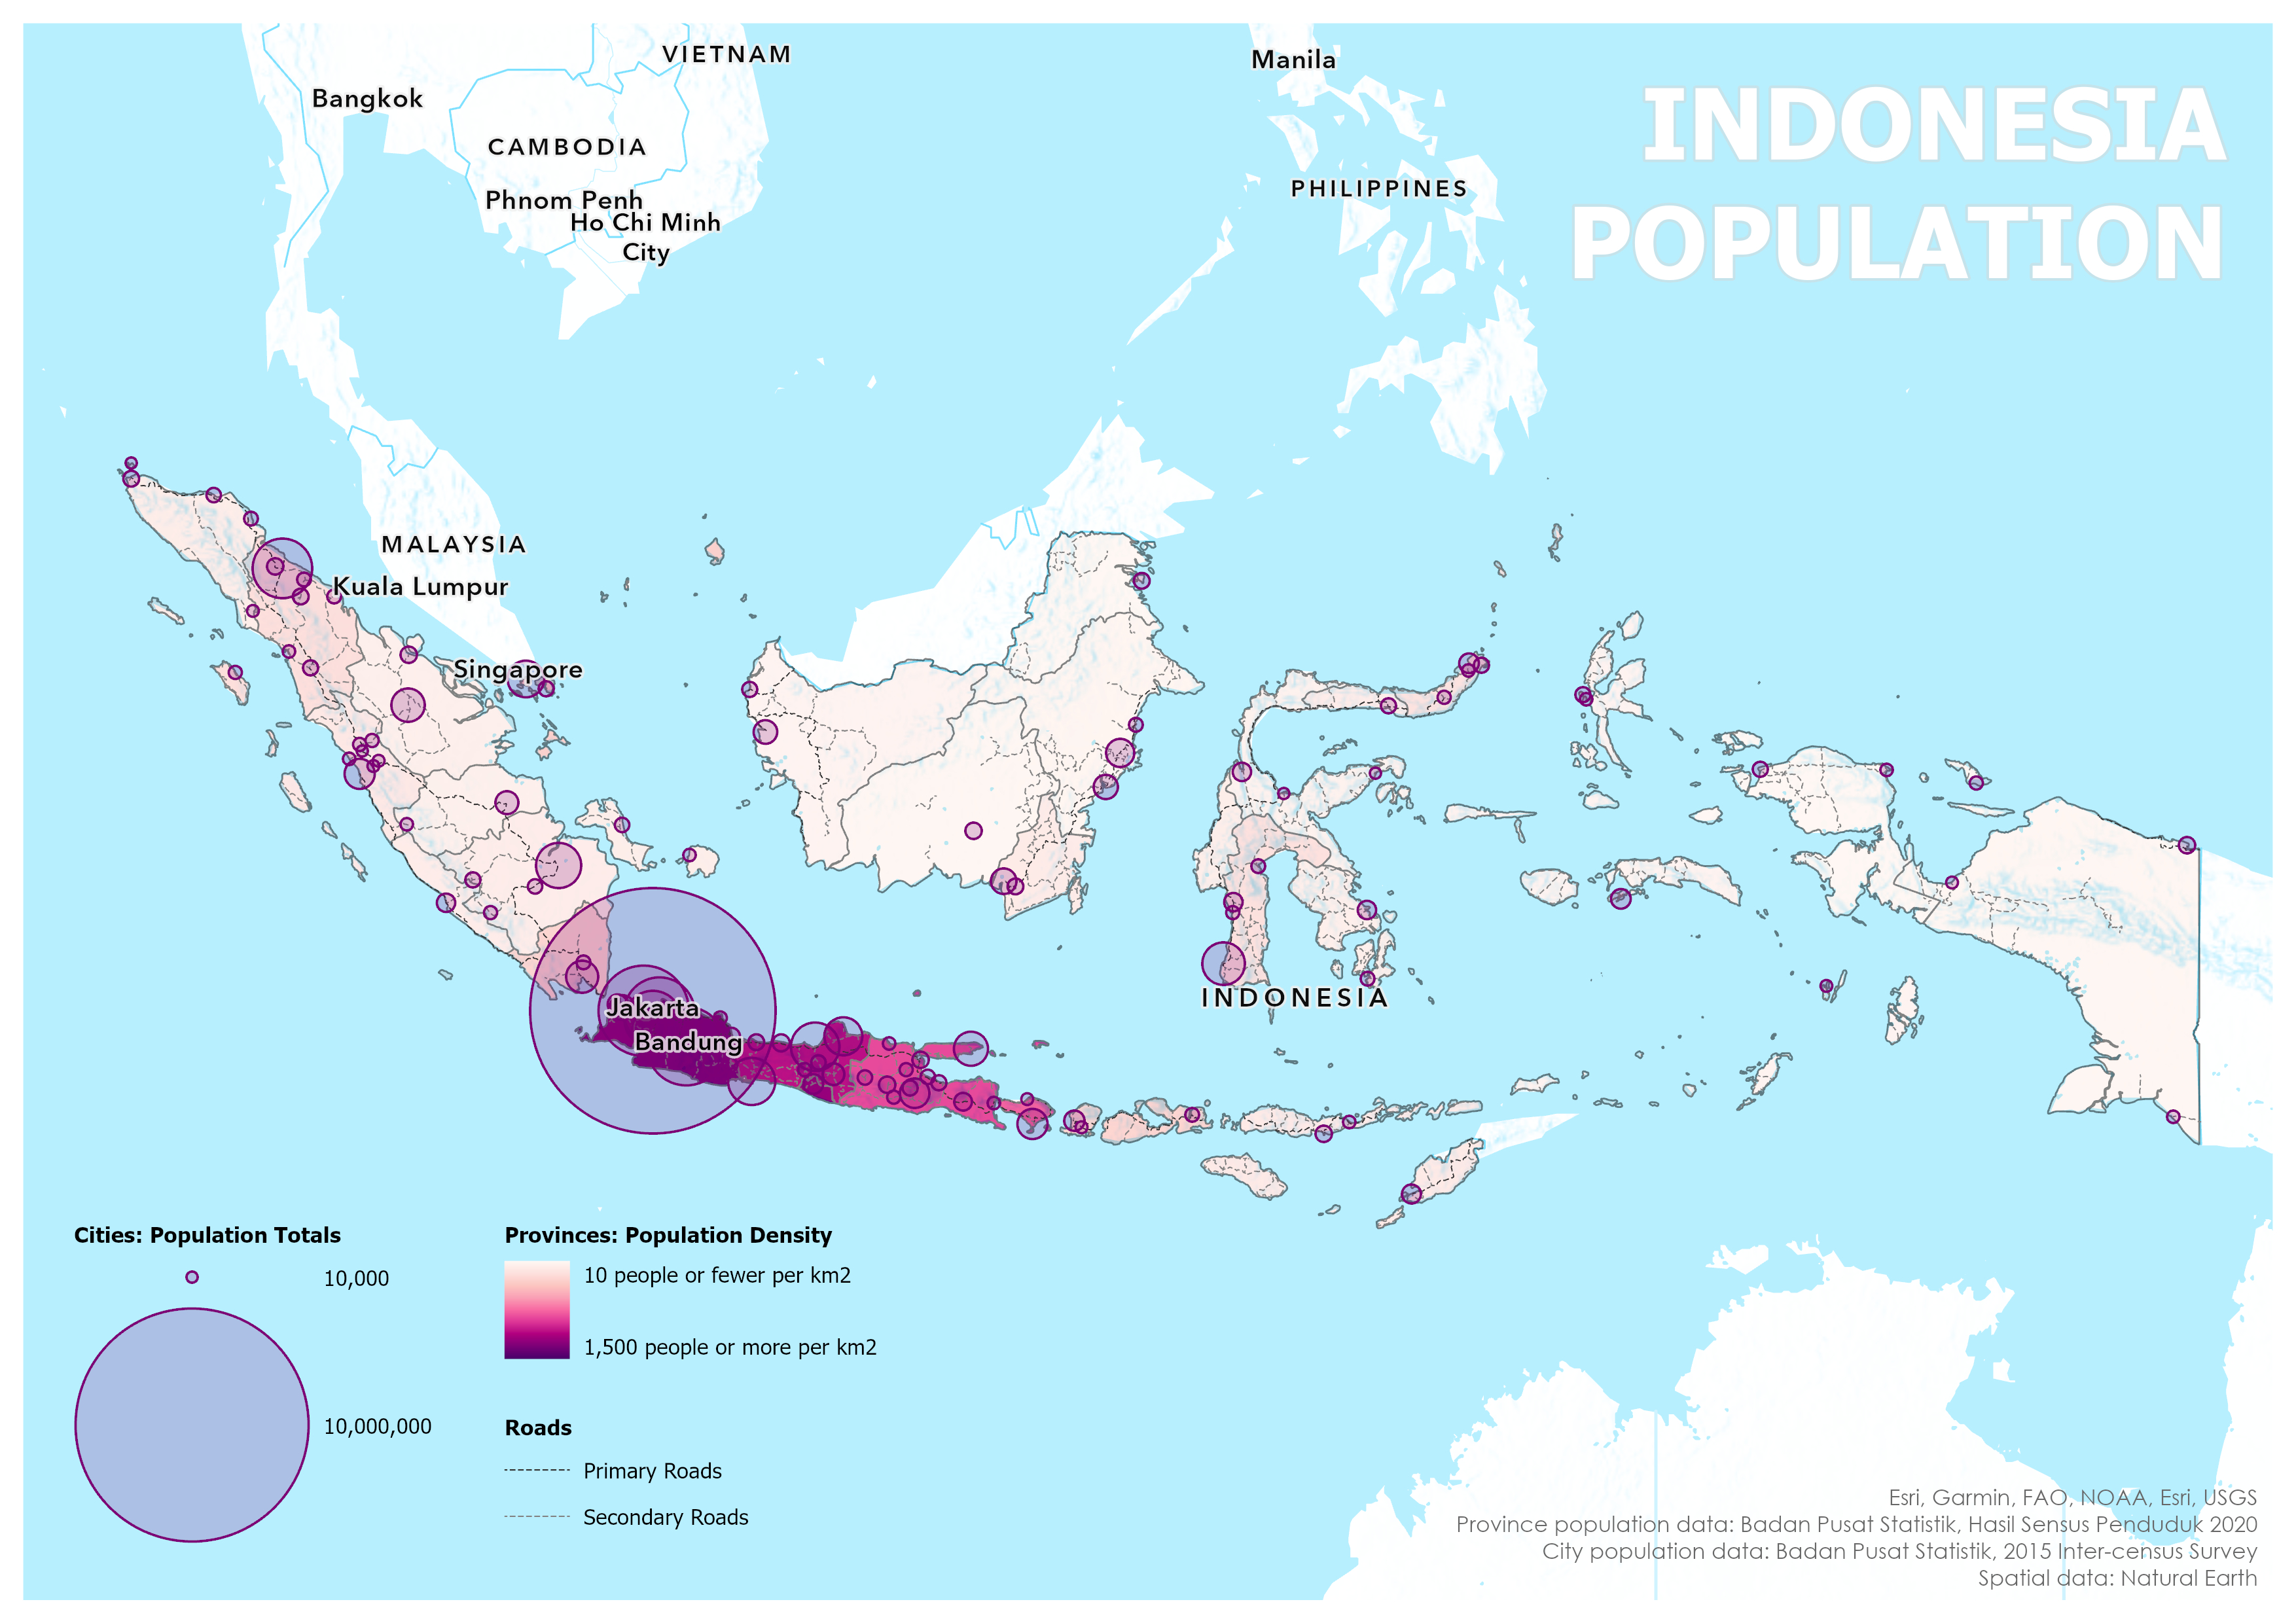 INDONESIA
POPULATION
VIETNAM
Manila
Bangkok
CAMBODIA
PHILIPPINES
Phnom Penh
Ho Chi Minh
City
MALAYSIA
Kuala Lumpur
Singapore
INDONESIA
Jakarta
Bandung
Cities: Population Totals
10,000
10,000,000
Provinces: Population Density
10 people or fewer per km2
1,500 people or more per km2
Roads
Primary Roads
Secondary Roads
Esri, Garmin, FAO, NOAA, Esri, USGS
Province population data: Badan Pusat Statistik, Hasil Sensus Penduduk 2020
City population data: Badan Pusat Statistik, 2015 Inter-census Survey
Spatial data: Natural Earth